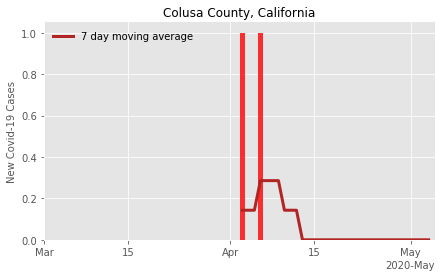 Colusa County, California
7 day moving average
New Covid-19 Cases
1.0
0.8
0.6
0.4
0.2
0.0
Mar 15 Apr 15 May
2020-May